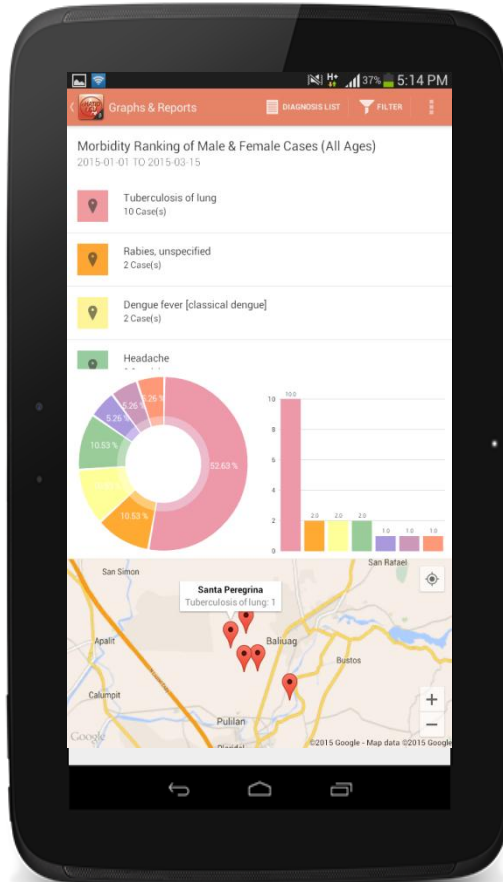 H+ 37% 5:14 PM
Graphs & Reports DIAGNOSIS LIST FILTER
Morbidity Ranking of Male & Female Cases (All Ages)
2015-01-01 TO 2015-03-15
Tuberculosis of lung
10 Case(s)
Rabies, unspecified
2 Case(s)
Dengue fever [classical dengue]
2 Case(s)
Headache
5.26 %
5.26 %
5.26 %
10.53 %
52.63 %
10.53 %
10 10.0
8
6
4
2 2.0 2.0 2.0
1.0 1.0 1.0
0
San Rafael
San Simon
Santa Peregrina
Tuberculosis of lung: 1
Apalit
Baliuag
Bustos
Calumpit
+
Pulilan
−
Google
©2015 Google - Map data ©2015 Google